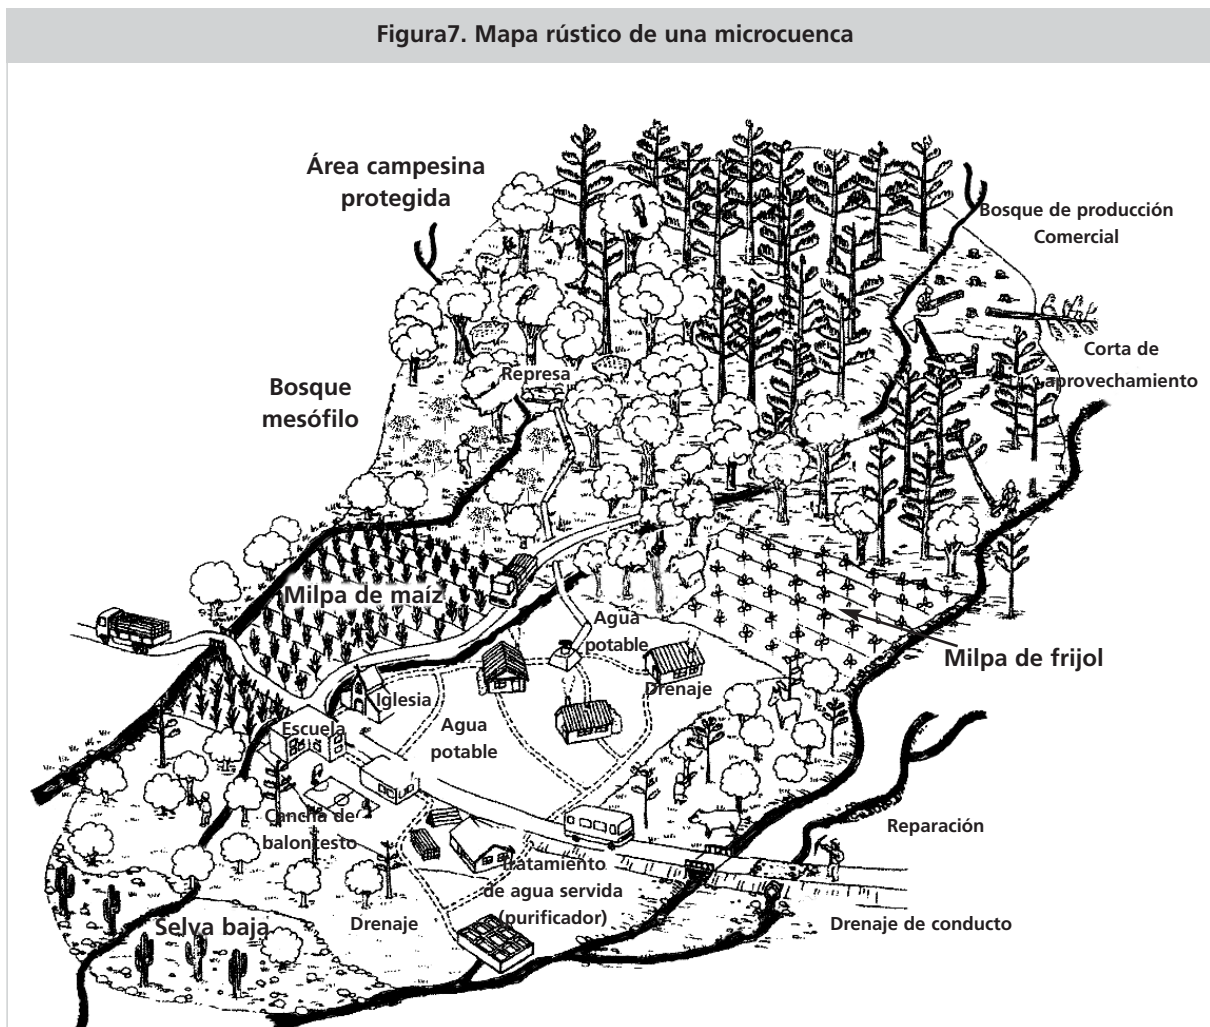 Figura7. Mapa rústico de una microcuenca
Área campesina
protegida
Bosque de producción
Comercial
Corta de
aprovechamiento
Represa
Bosque
mesófilo
Milpa de maíz
Agua
potable
Milpa de frijol
Drenaje
Iglesia
Escuela
Agua
potable
Cancha de
baloncesto
Reparación
Tratamiento
de agua servida
(purificador)
Drenaje
Selva baja
Drenaje de conducto